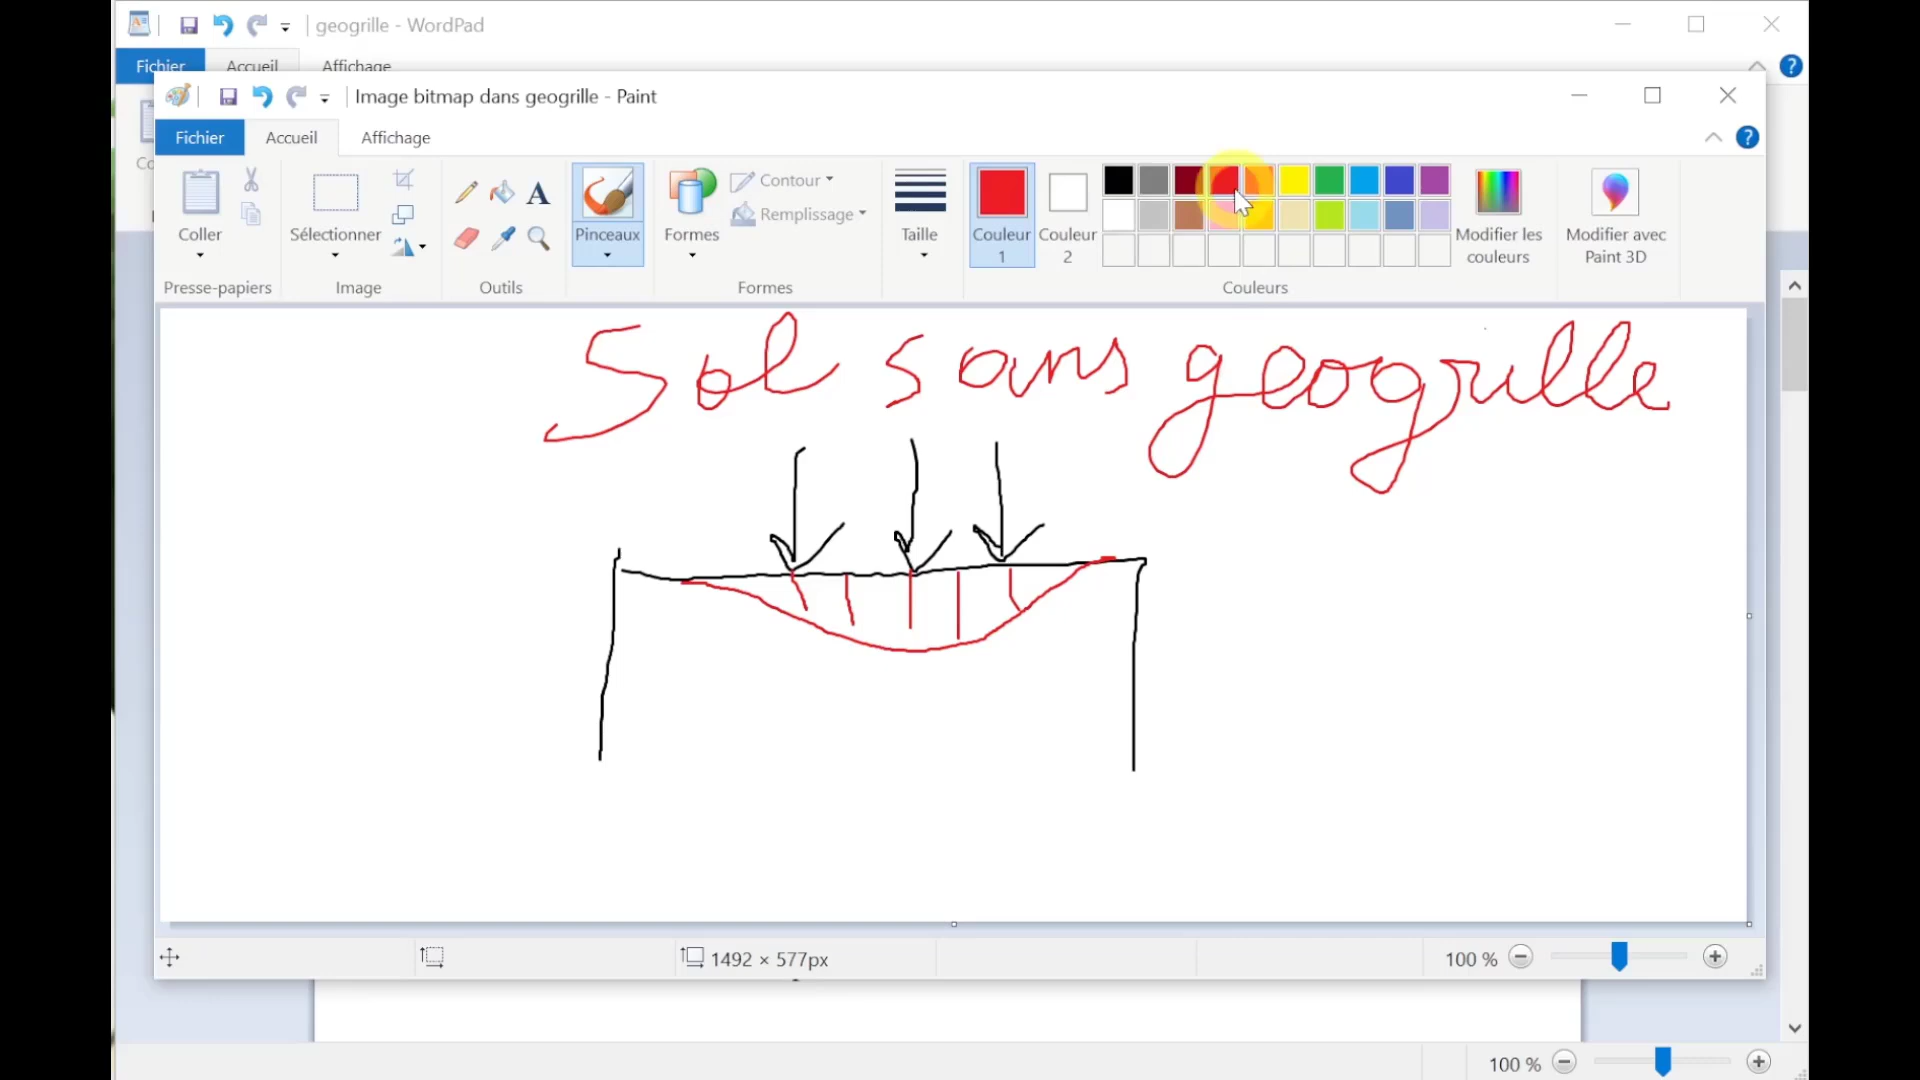 geogrille - WordPad
Fichier Accueil Affichage
Image bitmap dans geogrille - Paint
Fichier Accueil Affichage
Coller
Sélectionner
Pinceaux
Formes
Contour
Remplissage
Taille
Couleur 1
Couleur 2
Modifier les couleurs
Modifier avec Paint 3D
Presse-papiers Image Outils Formes Couleurs
Sol sans geogrille
1492 × 577px 100 %
100 %